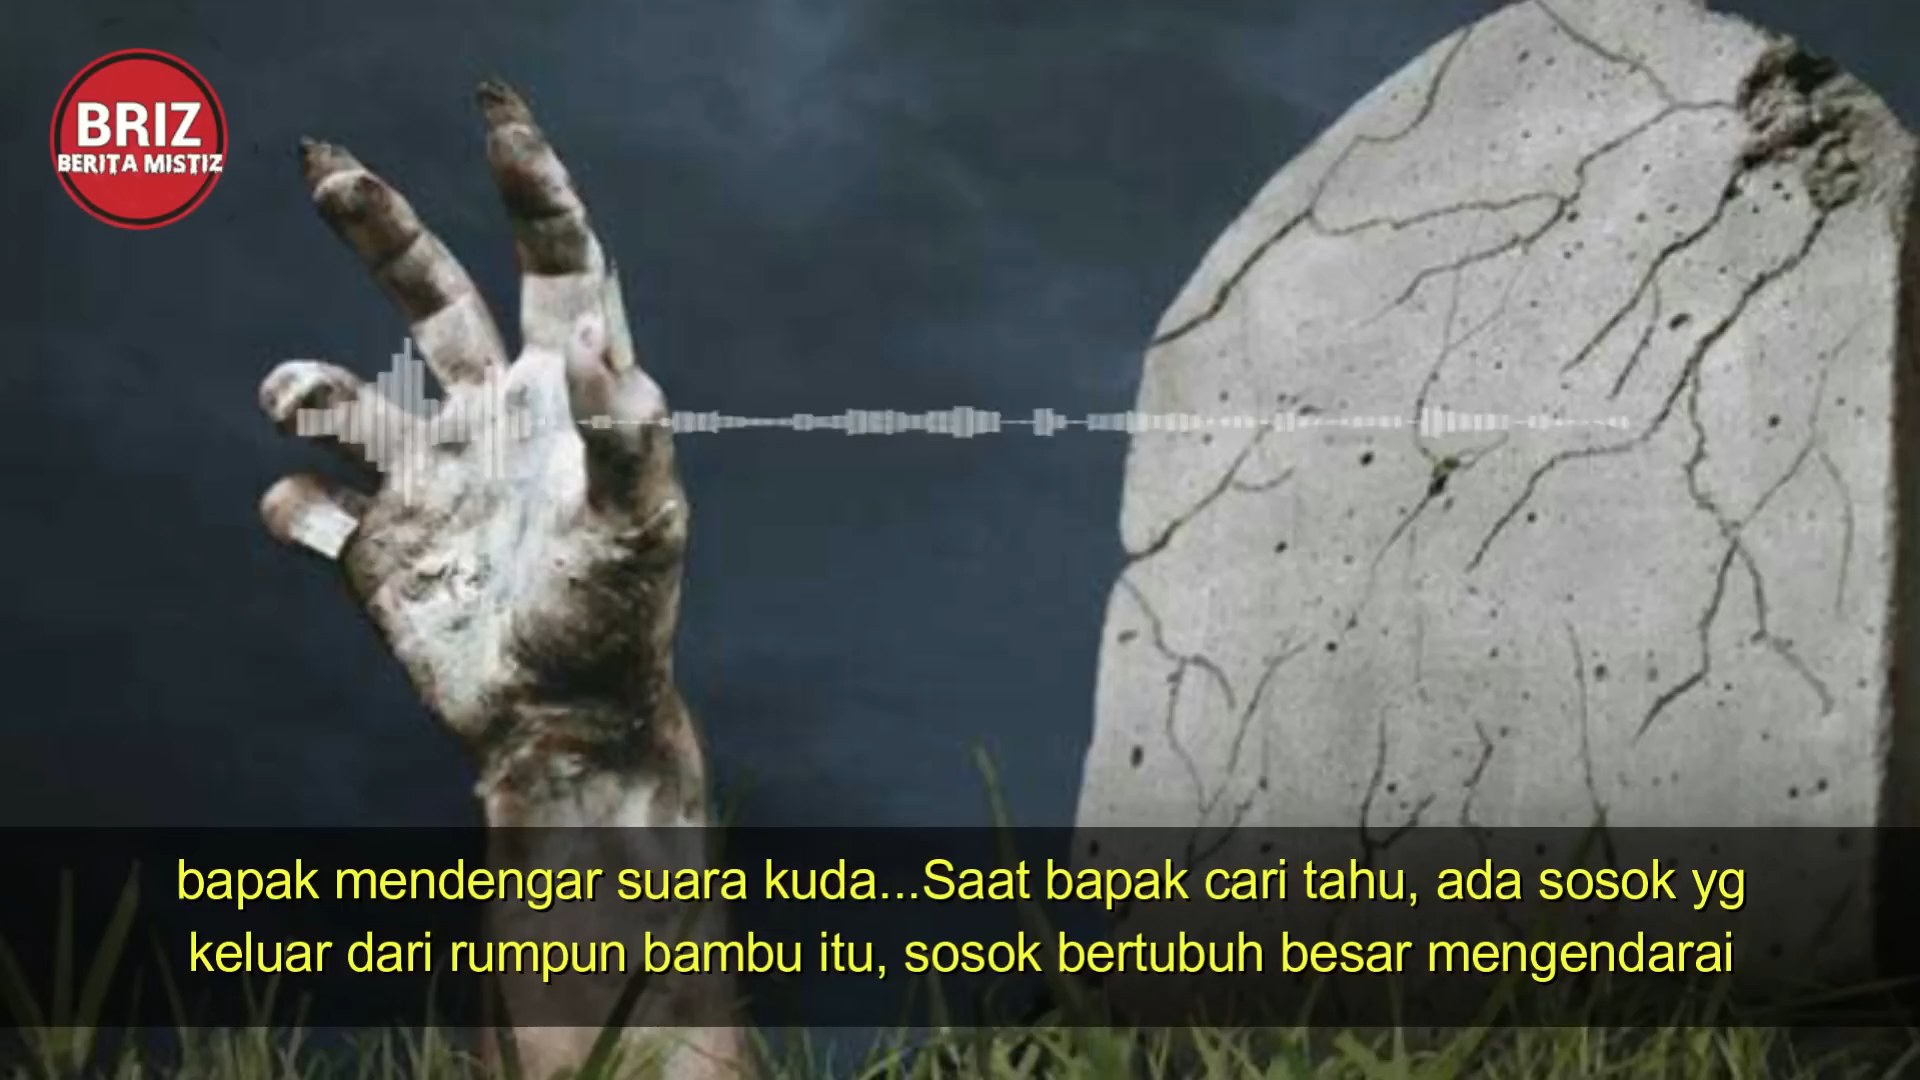 BRIZ
BERITA MISTIZ
bapak mendengar suara kuda...Saat bapak cari tahu, ada sosok yg
keluar dari rumpun bambu itu, sosok bertubuh besar mengendarai